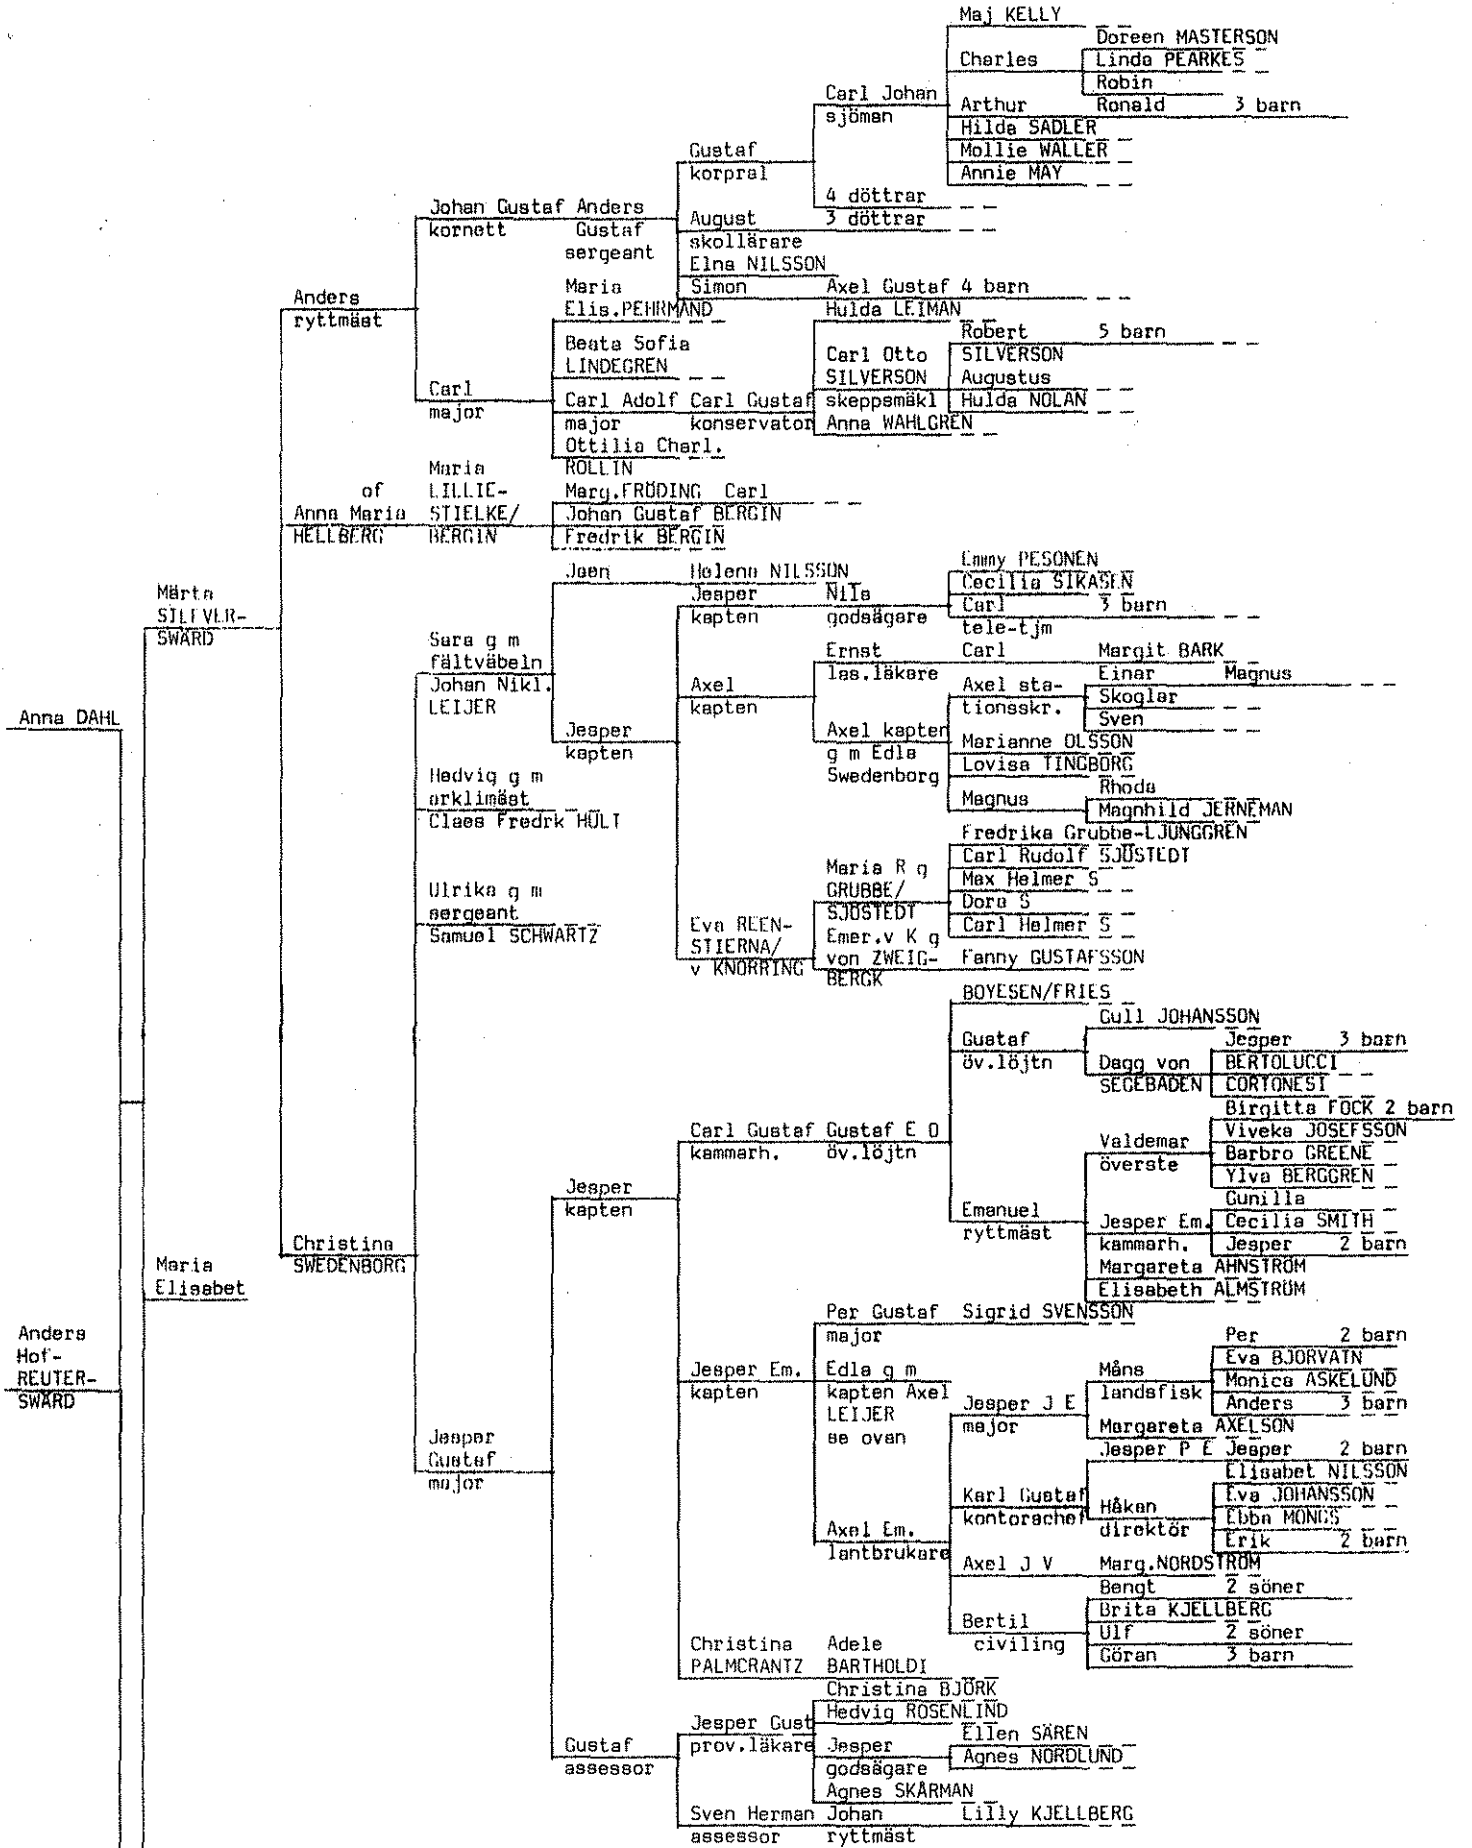 Maj KELLY
Doreen MASTERSON
Charles Linda PEARKES
Robin
Carl Johan
sjöman
Arthur Ronald 3 barn
Hilda SADLER
Gustaf
korpral
Mollie WALLER
Annie MAY
4 döttrar
Johan Gustaf Anders
kornett Gustaf
sergeant
August 3 döttrar
skollärare
Elna NILSSON
Anders
ryttmäst
Maria
Elis.PEHRMAND
Simon Axel Gustaf 4 barn
Hulda LEIMAN
Beata Sofia
LINDEGREN
Carl Otto
SILVERSON
skeppsmäkl
Robert 5 barn
SILVERSON
Augustus
Hulda NOLAN
Carl
major
Carl Adolf Carl Gustaf
major konservator
Anna WAHLGREN
Ottilia Charl.
ROLLIN
of
Anna Maria
HELLBERG
Maria
LILLIE-
STIELKE/
BERGIN
Marg.FRÖDING Carl
Johan Gustaf BERGIN
Fredrik BERGIN
Märta
SILFVER-
SWÄRD
Joen Helena NILSSON
Emmy PESONEN
Cecilia SIKASEN
Jesper Nils
kapten godsägare
Carl 3 barn
tele-tjm
Sara g m
fältväbeln
Johan Nikl.
LEIJER
Ernst Carl Margit BARK
las.läkare
Axel
kapten
Axel sta-
tionsskr.
Einar Magnus
Skoglar
Sven
Anna DAHL
Jesper
kapten
Axel kapten
g m Edla
Swedenborg
Marianne OLSSON
Lovisa TINGBORG
Hedvig g m
arklimäst
Claes Fredrk HULT
Magnus
Rhoda
Magnhild JERNEMAN
Fredrika Grubbe-LJUNGGREN
Carl Rudolf SJÖSTEDT
Maria R g
GRUBBE/
SJÖSTEDT
Max Helmer S
Dora S
Carl Helmer S
Ulrika g m
sergeant
Samuel SCHWARTZ
Eva REEN-
STIERNA/
v KNORRING
Emer.v K g
von ZWEIG-
BERGK
Fanny GUSTAFSSON
BOYESEN/FRIES
Gull JOHANSSON
Gustaf
öv.löjtn
Jesper 3 barn
Dagg von
SEGEBADEN
BERTOLUCCI
CORTONESI
Birgitta FOCK 2 barn
Carl Gustaf Gustaf E O
kammarh. öv.löjtn
Valdemar
överste
Viveka JOSEFSSON
Barbro GREENE
Ylva BERGGREN
Jesper
kapten
Gunilla
Emanuel
ryttmäst
Jesper Em.
kammarh.
Cecilia SMITH
Jesper 2 barn
Christina
SWEDENBORG
Maria
Elisabet
Margareta AHNSTRÖM
Elisabeth ALMSTRÖM
Per Gustaf Sigrid SVENSSON
major
Anders
Hof-
REUTER-
SWÄRD
Per 2 barn
Jesper Em.
kapten
Edla g m
kapten Axel
LEIJER
se ovan
Måns
landsfisk
Eva BJORVATN
Monica ASKELUND
Anders 3 barn
Jesper J E
major
Margareta AXELSON
Jesper
Gustaf
major
Jesper P E Jesper 2 barn
Elisabet NILSSON
Karl Gustaf
kontorschef
Håkan
direktör
Eva JOHANSSON
Ebba MONGS
Erik 2 barn
Axel Em.
lantbrukare
Axel J V Marg.NORDSTRÖM
Bengt 2 söner
Brita KJELLBERG
Bertil
civiling
Ulf 2 söner
Göran 3 barn
Christina Adele
PALMCRANTZ BARTHOLDI
Christina BJÖRK
Hedvig ROSENLIND
Jesper Gust
prov.läkare
Ellen SÄREN
Gustaf
assessor
Jesper
godsägare
Agnes NORDLUND
Agnes SKÅRMAN
Sven Herman Johan Lilly KJELLBERG
assessor ryttmäst